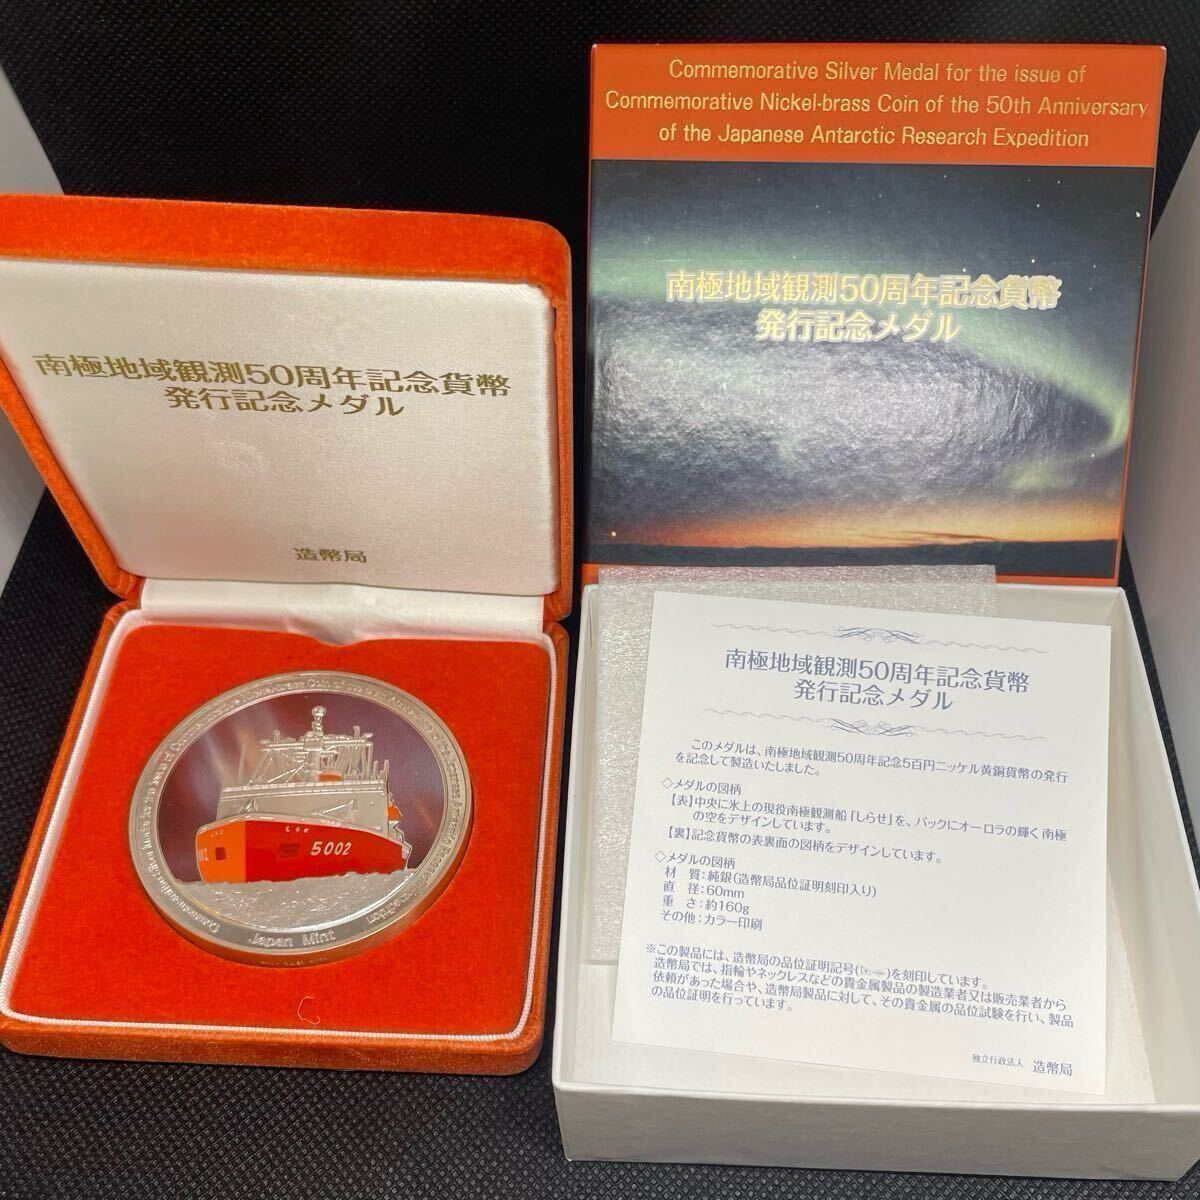 Commemorative Silver Medal for the issue of
Commemorative Nickel-brass Coin of the 50th Anniversary
of the Japanese Antarctic Research Expedition
南極地域観測50周年記念貨幣
発行記念メダル
南極地域観測50周年記念貨幣
発行記念メダル
造幣局
しらせ
5002
Japan Mint
南極地域観測50周年記念貨幣
発行記念メダル
このメダルは、南極地域観測50周年記念5百円ニッケル黄銅貨幣の発行
を記念して製造いたしました。
◇メダルの図柄
【表】中央に氷上の現役南極観測船「しらせ」を、バックにオーロラの輝く南極
の空をデザインしています。
【裏】記念貨幣の表裏面の図柄をデザインしています。
◇メダルの図柄
材 質：純銀(造幣局品位証明刻印入り)
直 径：60mm
重 さ：約160g
その他：カラー印刷
※この製品には、造幣局の品位証明記号( )を刻印しています。
造幣局では、指輪やネックレスなどの貴金属製品の製造業者又は販売業者から
依頼があった場合や、造幣局製品に対して、その貴金属の品位試験を行い、製品
の品位証明を行っています。
独立行政法人 造幣局